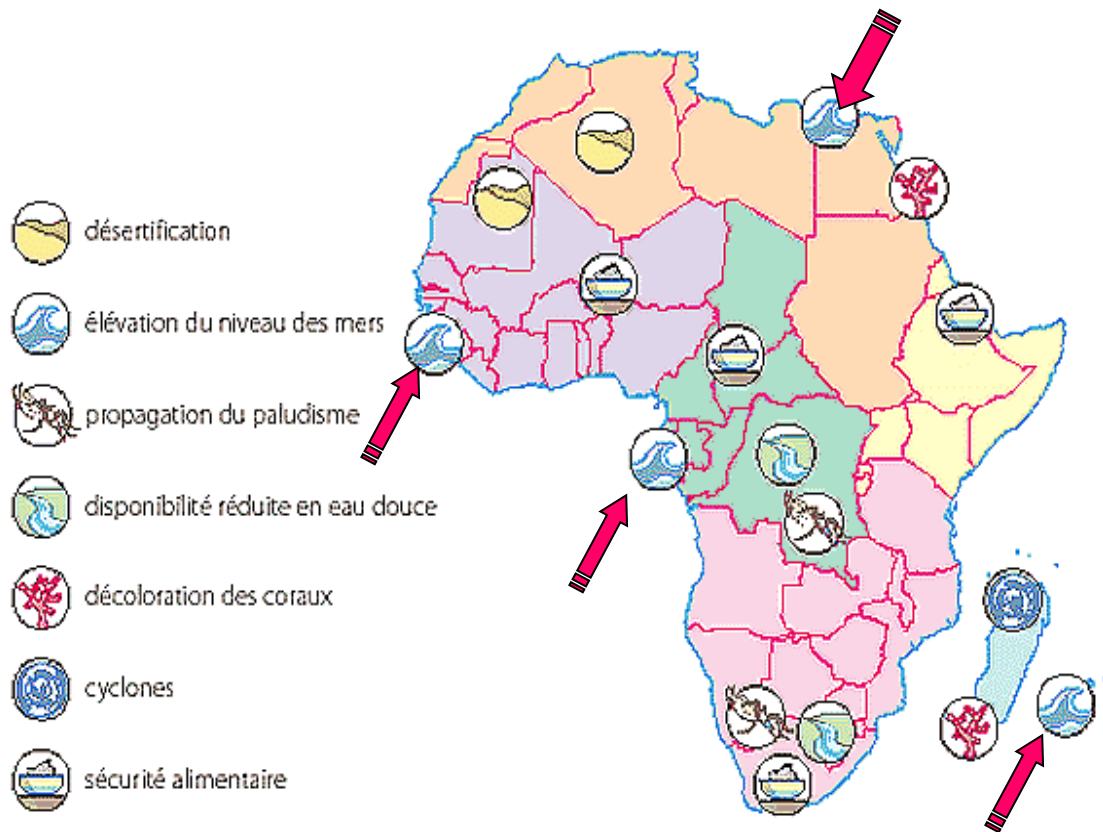 désertification
élévation du niveau des mers
propagation du paludisme
disponibilité réduite en eau douce
décoloration des coraux
cyclones
sécurité alimentaire